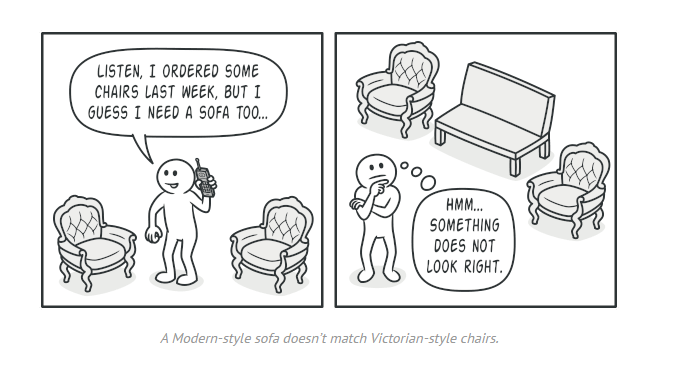 LISTEN, I ORDERED SOME
CHAIRS LAST WEEK, BUT I
GUESS I NEED A SOFA TOO...
HMM...
SOMETHING
DOES NOT
LOOK RIGHT.
A Modern-style sofa doesn't match Victorian-style chairs.